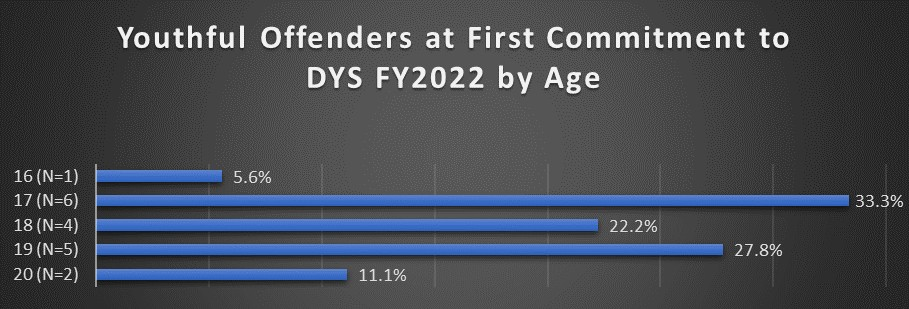 Youthful Offenders at First Commitment to
DYS FY2022 by Age
16 (N=1) 5.6%
17 (N=6) 33.3%
18 (N=4) 22.2%
19 (N=5) 27.8%
20 (N=2) 11.1%